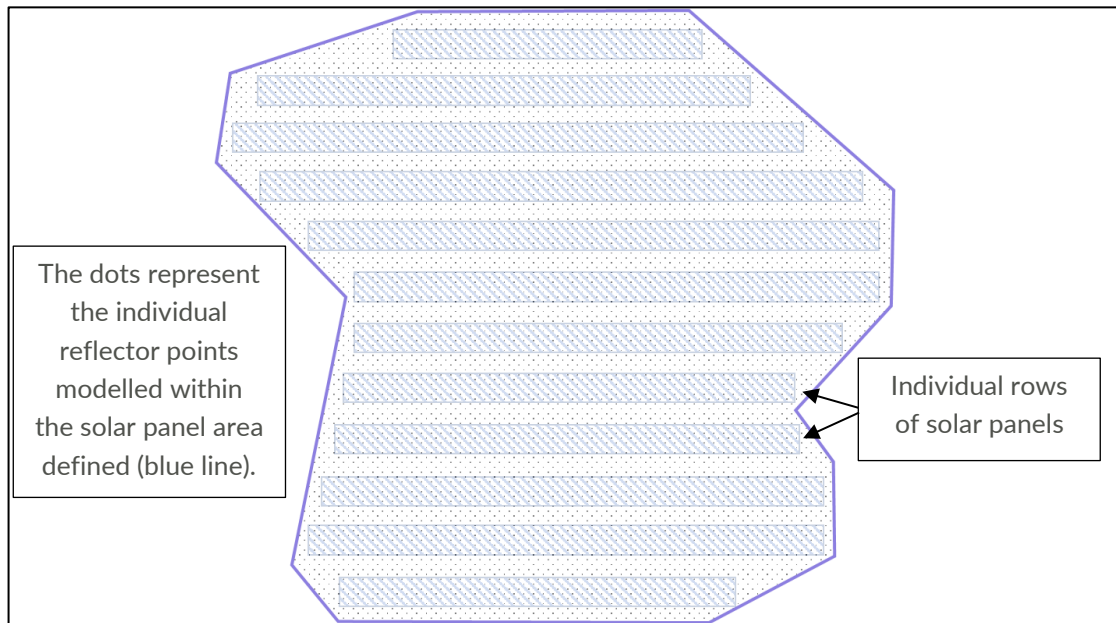 The dots represent
the individual
reflector points
modelled within
the solar panel area
defined (blue line).
Individual rows
of solar panels